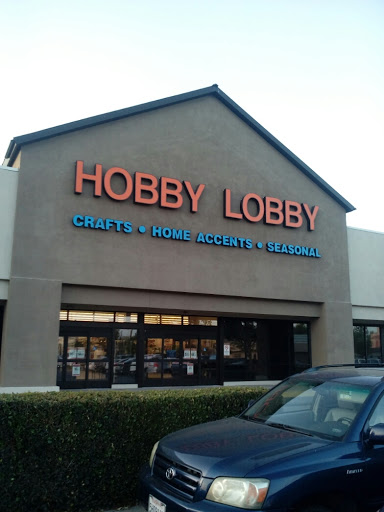 HOBBY LOBBY
CRAFTS • HOME ACCENTS • SEASONAL